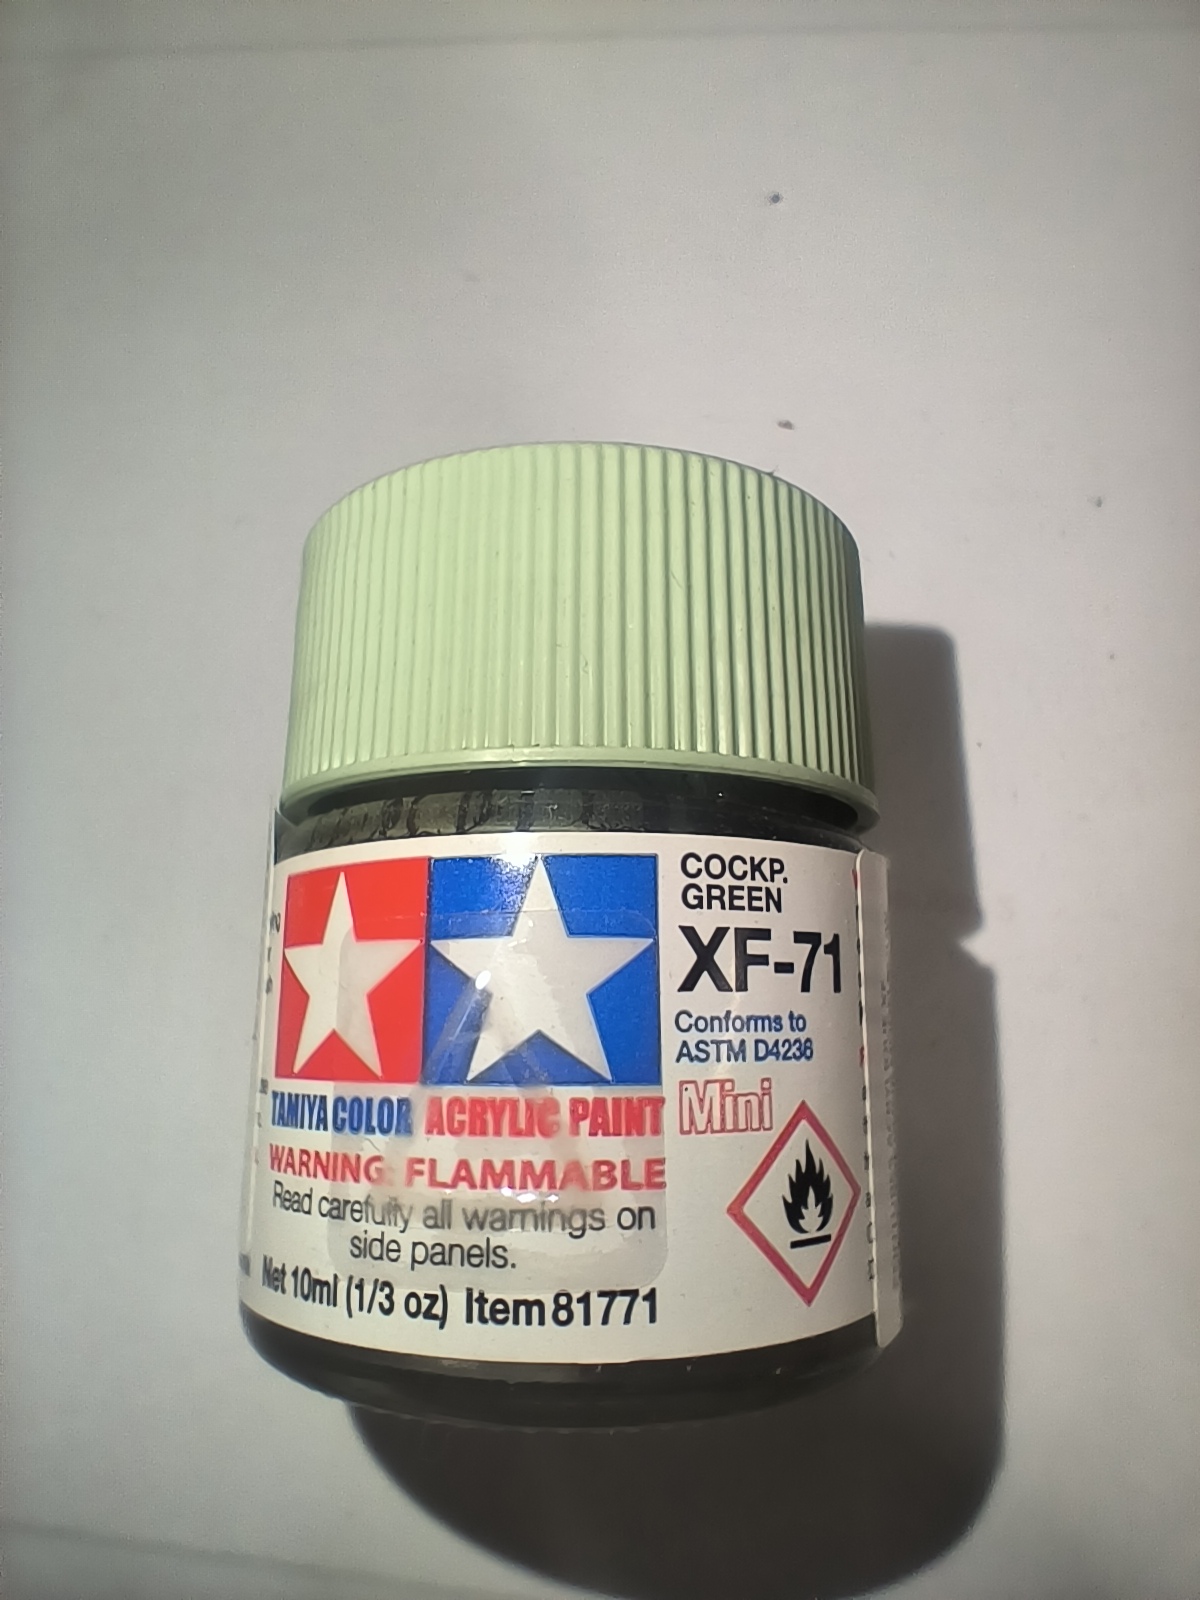 COCKP.
GREEN
XF-71
Conforms to
ASTM D4236
Mini
TAMIYA COLOR ACRYLIC PAINT
WARNING: FLAMMABLE
Read carefully all warnings on
side panels.
Net 10ml (1/3 oz) Item 81771